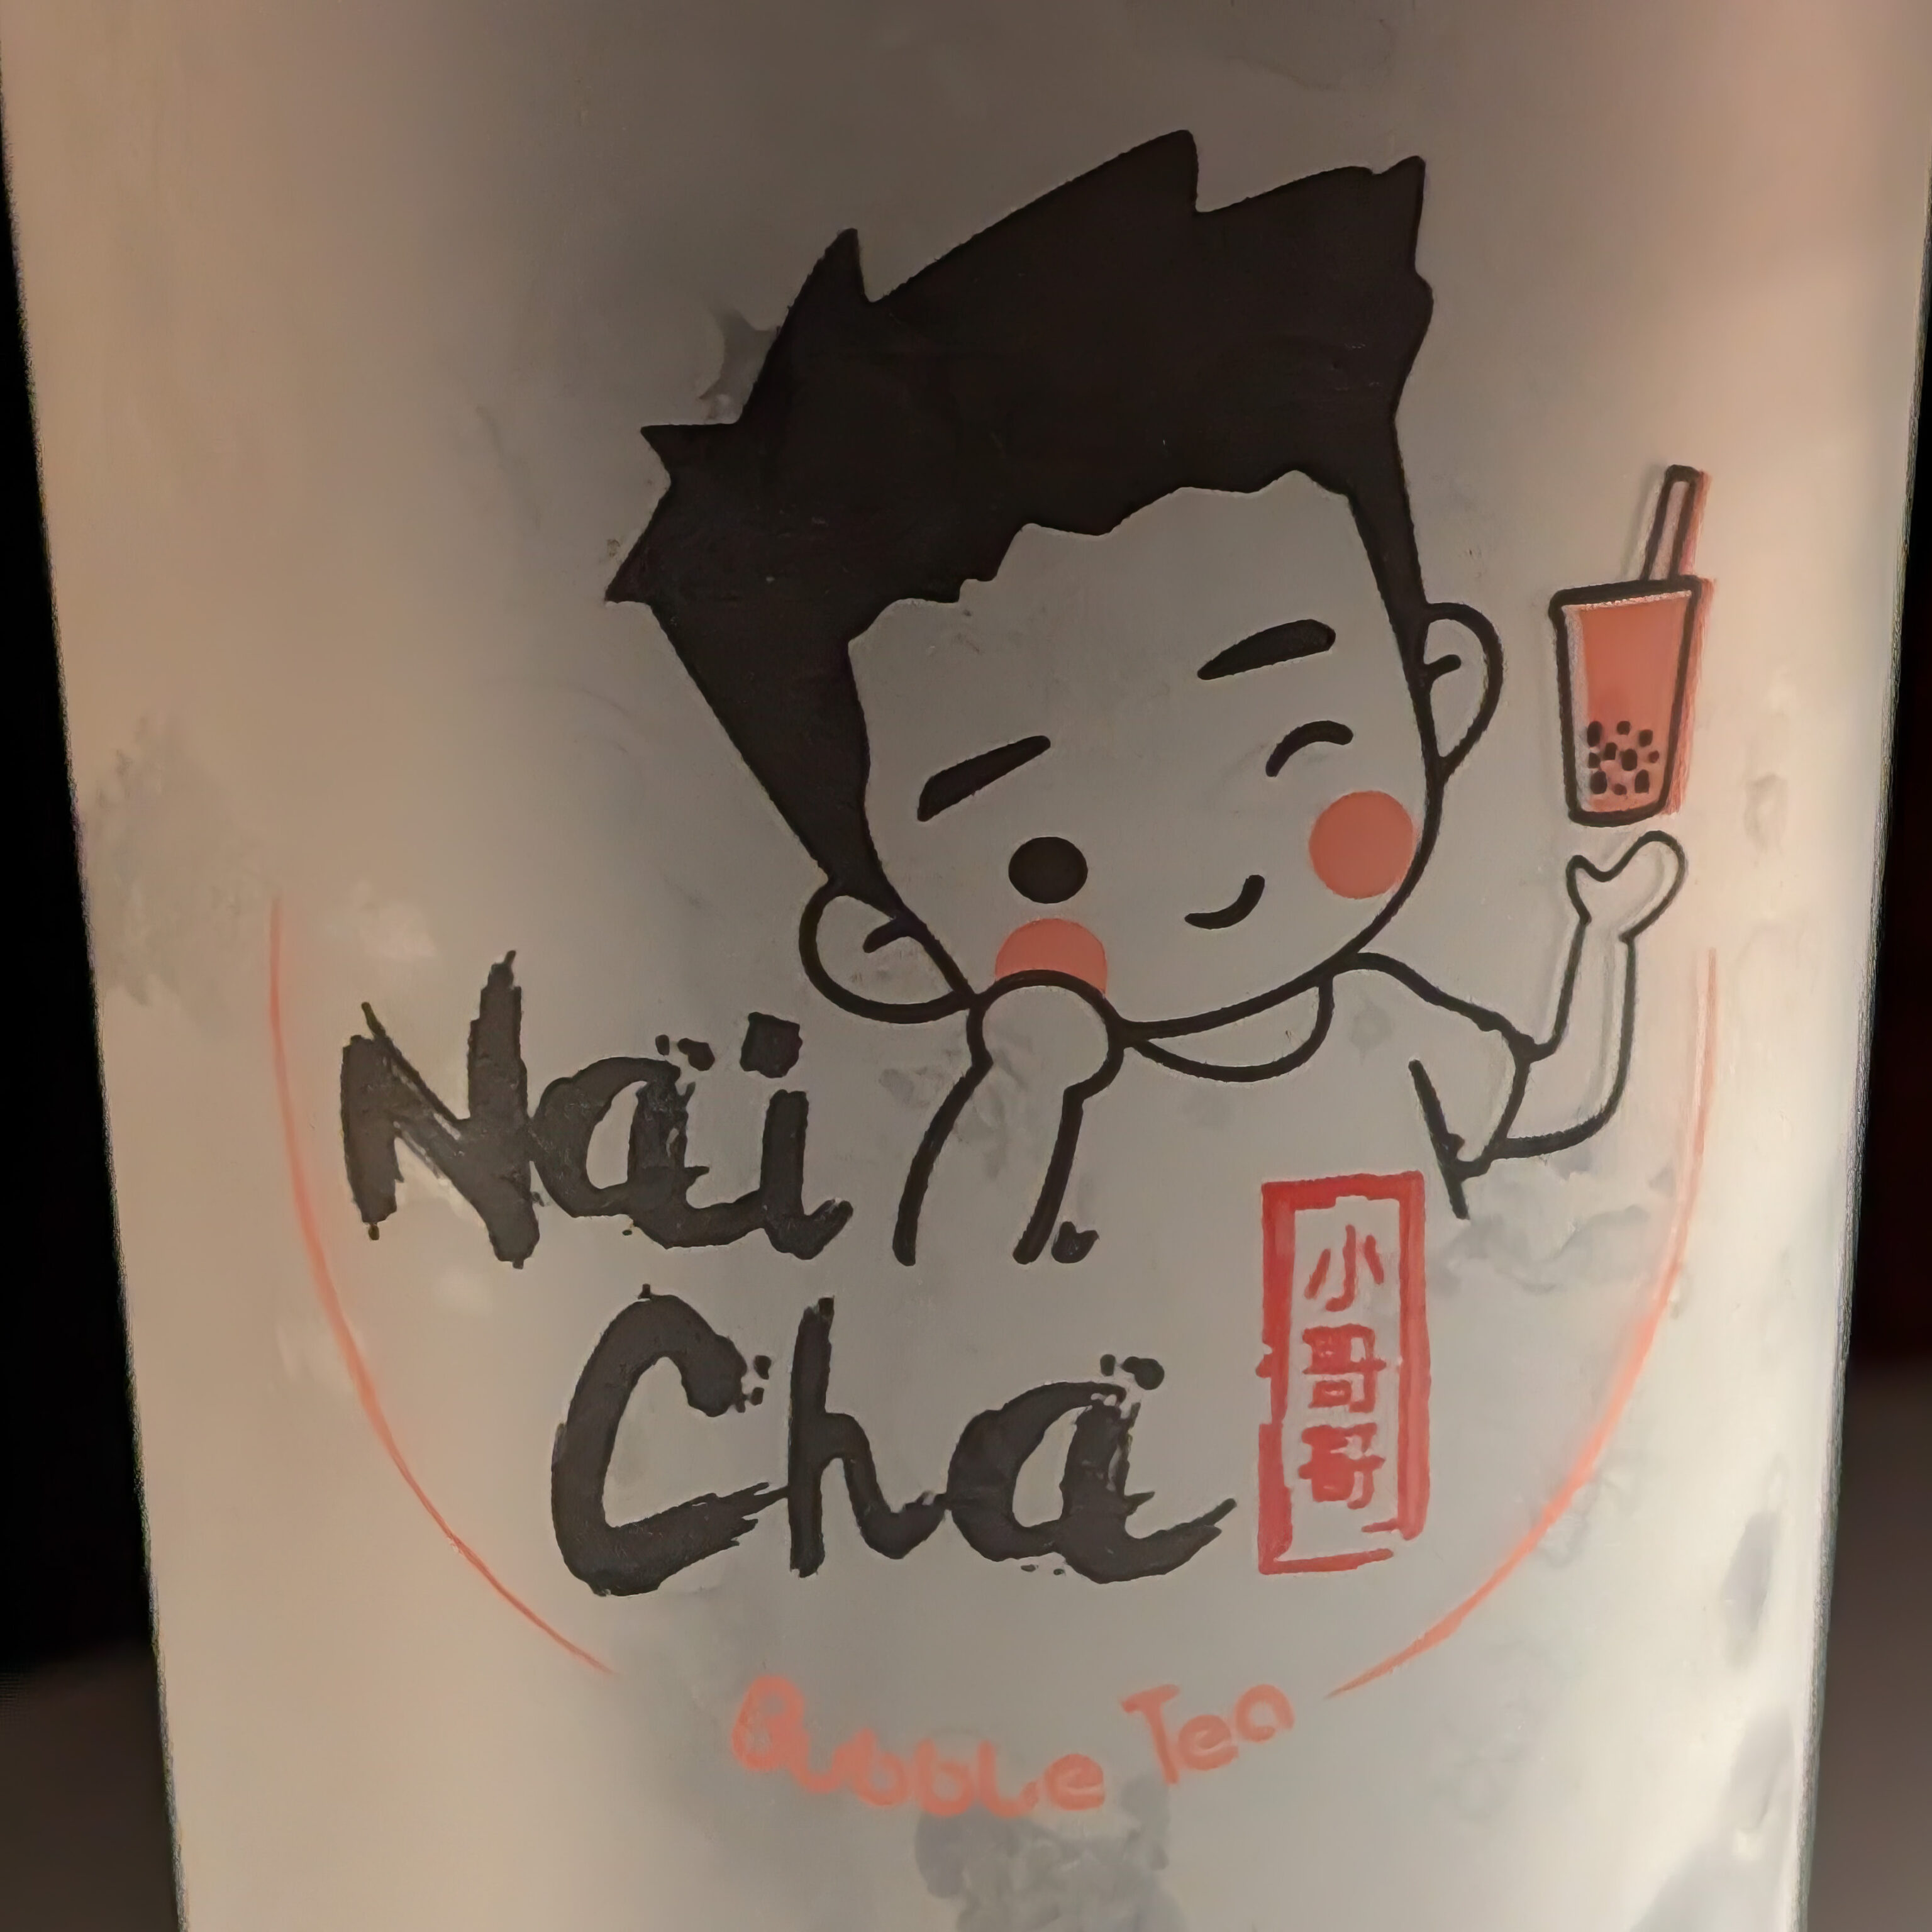 Nai
Cha
小哥哥
Bubble Tea